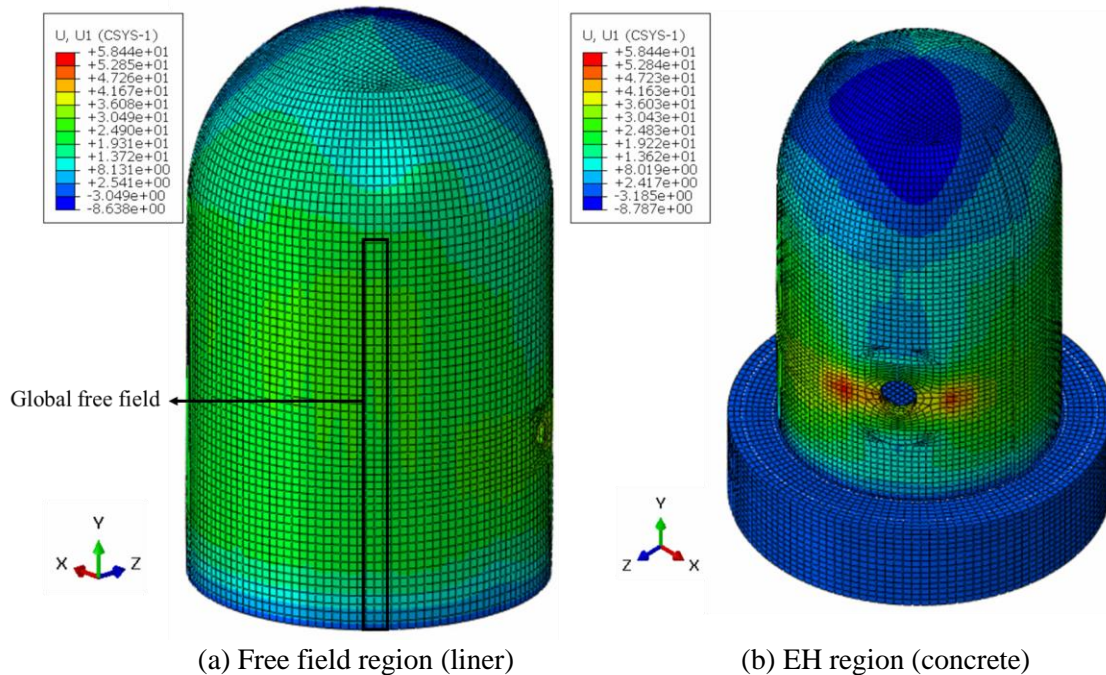 U, U1 (CSYS-1)
+5.844e+01
+5.285e+01
+4.726e+01
+4.167e+01
+3.608e+01
+3.049e+01
+2.490e+01
+1.931e+01
+1.372e+01
+8.131e+00
+2.541e+00
-3.049e+00
-8.638e+00
Global free field
Y
X
Z
(a) Free field region (liner)
U, U1 (CSYS-1)
+5.844e+01
+5.284e+01
+4.723e+01
+4.163e+01
+3.603e+01
+3.043e+01
+2.483e+01
+1.922e+01
+1.362e+01
+8.019e+00
+2.417e+00
-3.185e+00
-8.787e+00
Y
Z
X
(b) EH region (concrete)